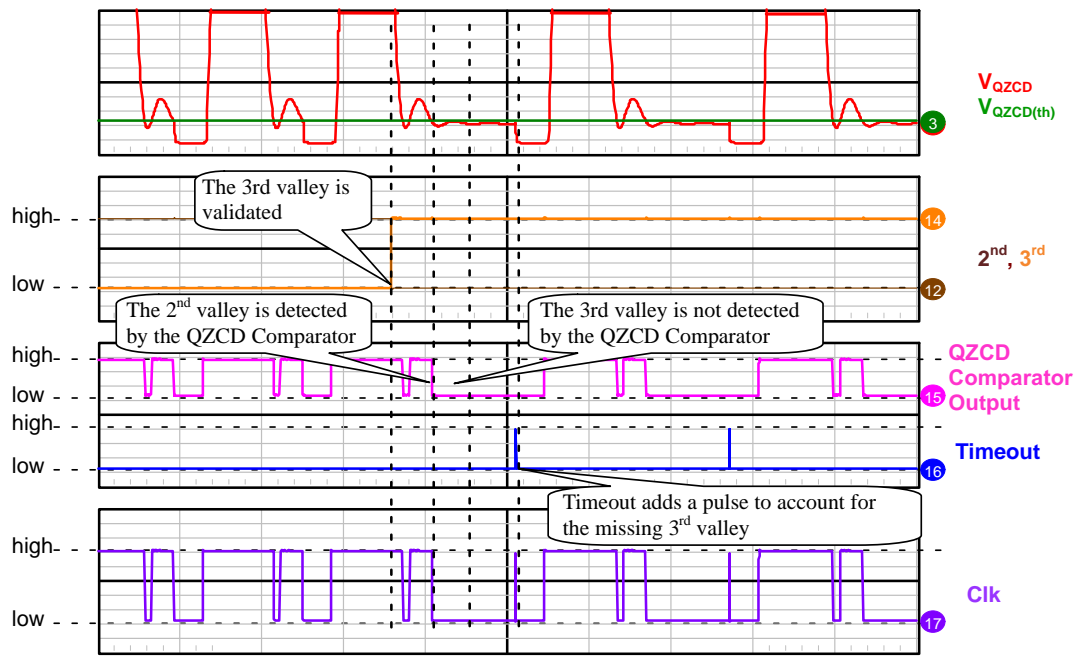 V_QZCD
V_QZCD(th)
3
The 3rd valley is
validated
high
14
2nd, 3rd
low
12
The 2nd valley is detected
by the QZCD Comparator
The 3rd valley is not detected
by the QZCD Comparator
high
QZCD
Comparator
Output
low
15
high
Timeout
low
16
Timeout adds a pulse to account for
the missing 3rd valley
high
Clk
low
17